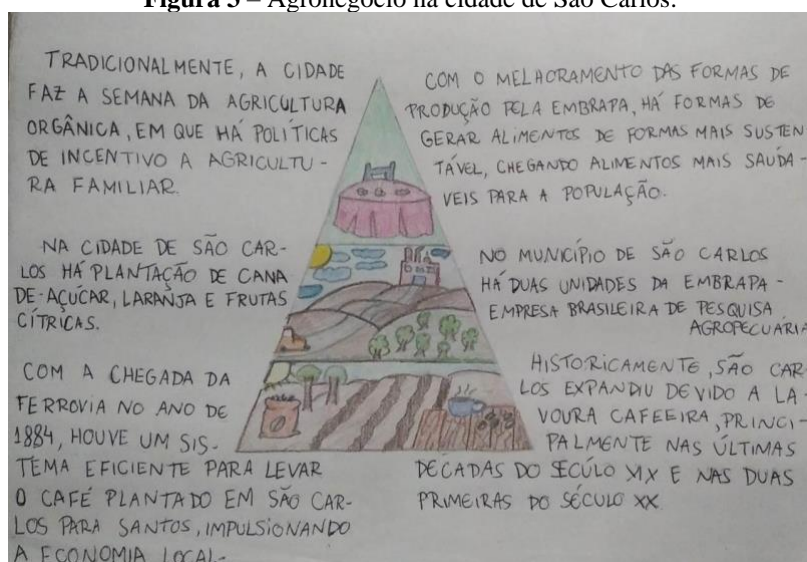 Figura 5 – Agronegócio na cidade de São Carlos.
TRADICIONALMENTE, A CIDADE
FAZ A SEMANA DA AGRICULTURA
ORGÂNICA, EM QUE HÁ POLÍTICAS
DE INCENTIVO A AGRICULTU-
RA FAMILIAR.
COM O MELHORAMENTO DAS FORMAS DE
PRODUÇÃO PELA EMBRAPA, HÁ FORMAS DE
GERAR ALIMENTOS DE FORMAS MAIS SUSTEN
TÁVEL, CHEGANDO ALIMENTOS MAIS SAUDA-
VEIS PARA A POPULAÇÃO.
NA CIDADE DE SÃO CAR-
LOS HÁ PLANTAÇÃO DE CANA
DE-AÇUCAR, LARANJA E FRUTAS
CÍTRICAS.
NO MUNICÍPIO DE SÃO CARLOS
HÁ DUAS UNIDADES DA EMBRAPA-
EMPRESA BRASILEIRA DE PESQUISA
AGROPECUÁRIA
COM A CHEGADA DA
FERROVIA NO ANO DE
1884, HOUVE UM SIS-
TEMA EFICIENTE PARA LEVAR
O CAFÉ PLANTADO EM SÃO CAR-
LOS PARA SANTOS, IMPULSIONANDO
A ECONOMIA LOCAL-
HISTORICAMENTE, SÃO CAR-
LOS EXPANDIU DEVIDO A LA-
VOURA CAFEEIRA, PRINCI-
PALMENTE NAS ÚLTIMAS
DÉCADAS DO SÉCULO XIX E NAS DUAS
PRIMEIRAS DO SÉCULO XX.